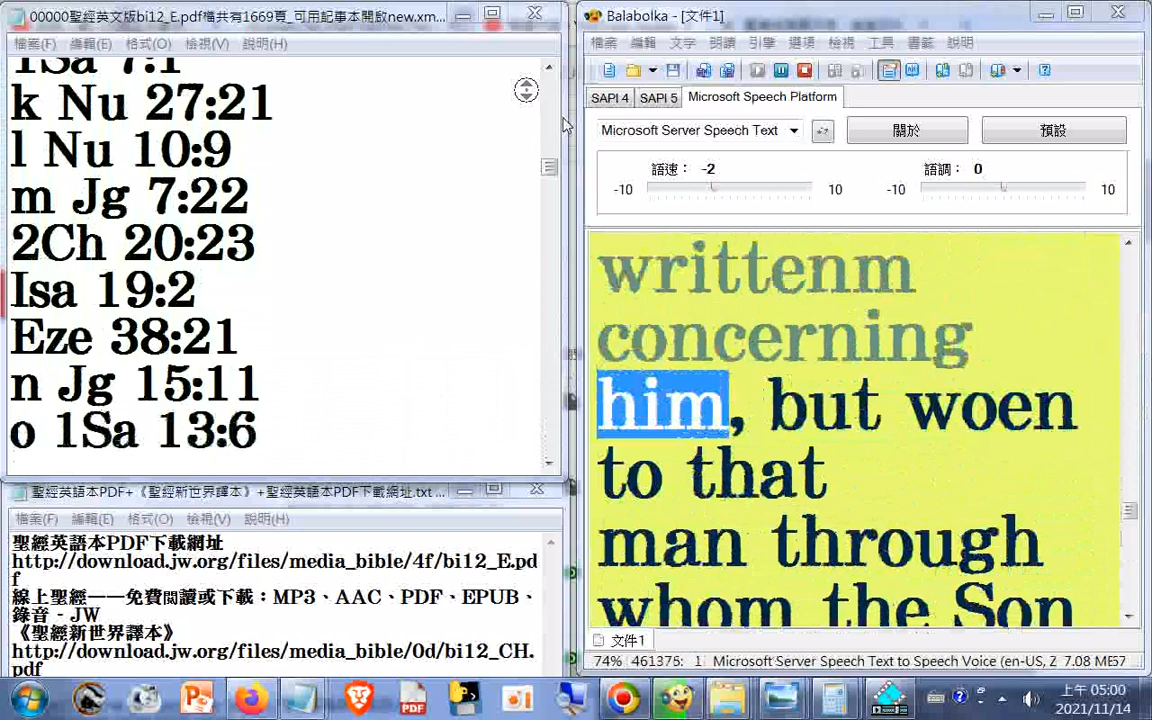 00000聖經英文版bi12_E.pdf檔共有1669頁_可用記事本開啟new.xm...
檔案(F) 編輯(E) 格式(O) 檢視(V) 說明(H)
1Sa 7:1
k Nu 27:21
l Nu 10:9
m Jg 7:22
2Ch 20:23
Isa 19:2
Eze 38:21
n Jg 15:11
o 1Sa 13:6
聖經英語本PDF+《聖經新世界譯本》+聖經英語本PDF下載網址.txt ...
檔案(F) 編輯(E) 格式(O) 檢視(V) 說明(H)
聖經英語本PDF下載網址
http://download.jw.org/files/media_bible/4f/bi12_E.pd
f
線上聖經——免費閱讀或下載：MP3、AAC、PDF、EPUB、
錄音 - JW
《聖經新世界譯本》
http://download.jw.org/files/media_bible/0d/bi12_CH.
pdf
Balabolka - [文件1]
檔案 編輯 文字 朗讀 引擎 選項 檢視 工具 書籤 說明
SAPI 4 SAPI 5 Microsoft Speech Platform
Microsoft Server Speech Text 關於 預設
語速： -2 語調： 0
-10 10 -10 10
writtenm
concerning
him, but woen
to that
man through
whom the Son
文件1
74% 461375: 1 Microsoft Server Speech Text to Speech Voice (en-US, Z 7.08 ME57
上午 05:00
2021/11/14